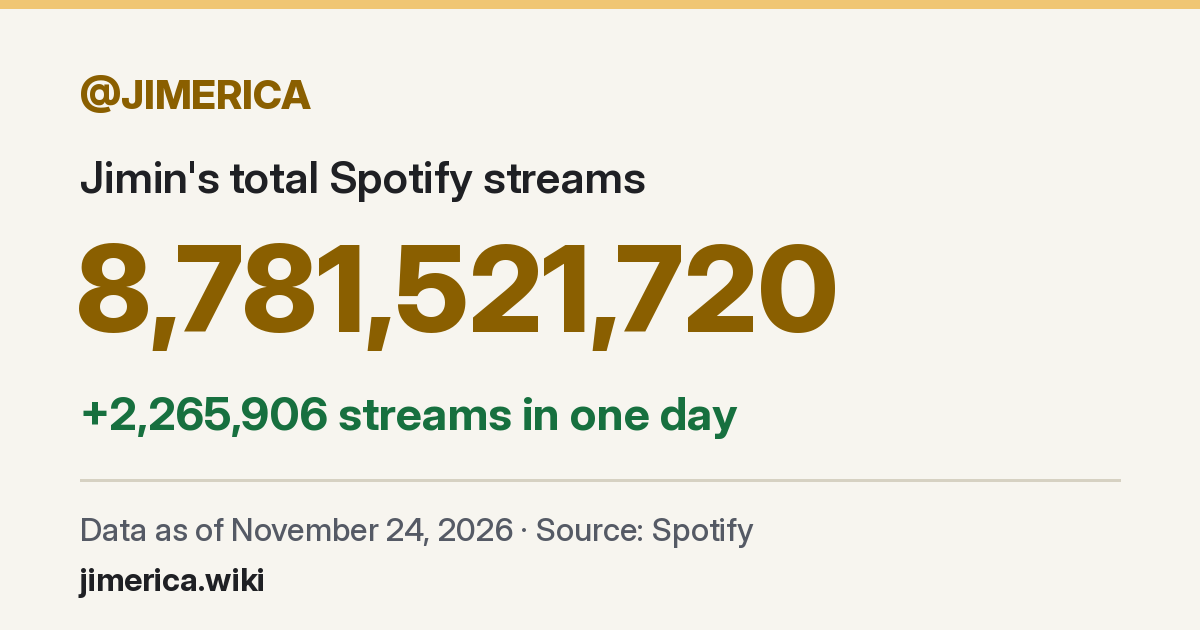 @JIMERICA
Jimin's total Spotify streams
8,781,521,720
+2,265,906 streams in one day
Data as of November 24, 2026 · Source: Spotify
jimerica.wiki